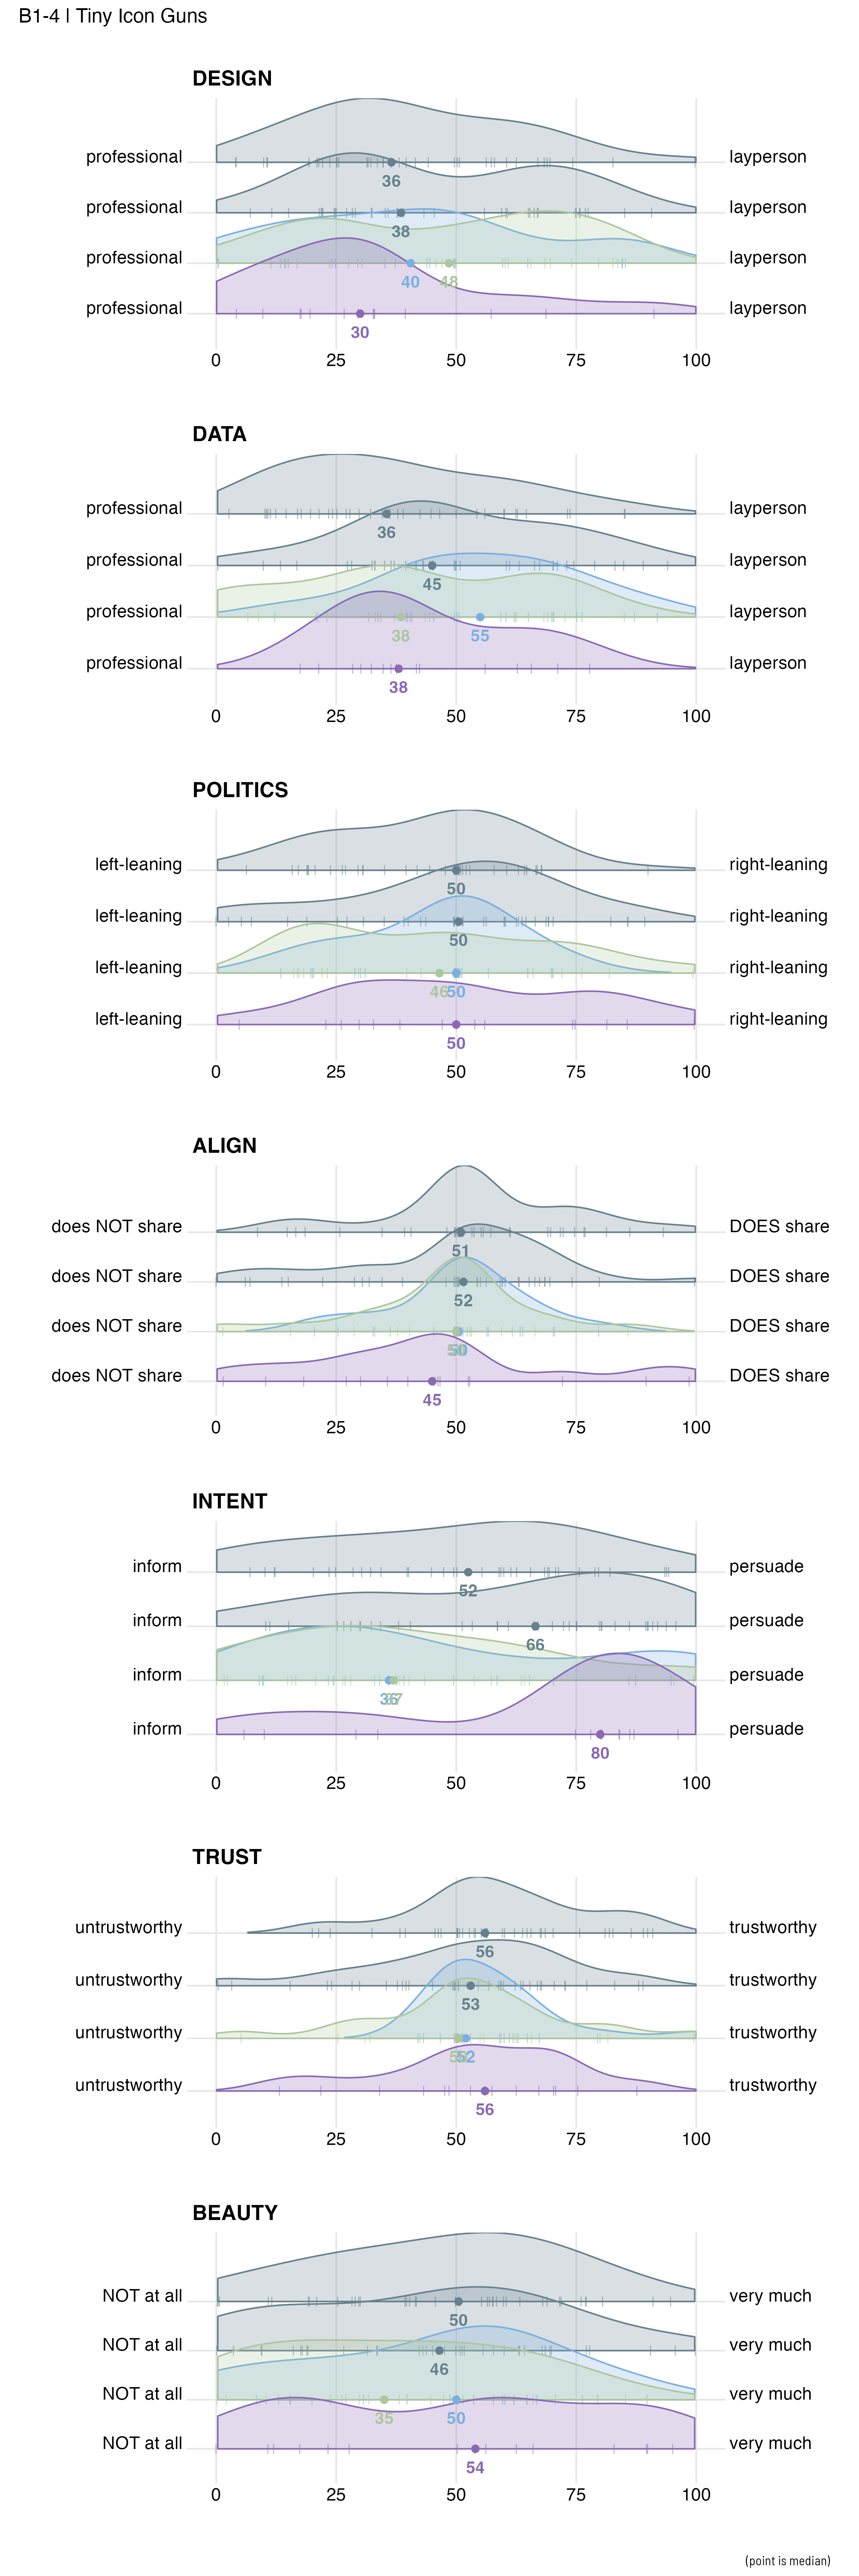 B1-4 | Tiny Icon Guns
DESIGN
professional layperson
36
professional layperson
38
professional layperson
40 48
professional layperson
30
0 25 50 75 100
DATA
professional layperson
36
professional layperson
45
professional layperson
38 55
professional layperson
38
0 25 50 75 100
POLITICS
left-leaning right-leaning
50
left-leaning right-leaning
50
left-leaning right-leaning
46 50
left-leaning right-leaning
50
0 25 50 75 100
ALIGN
does NOT share DOES share
51
does NOT share DOES share
52
does NOT share DOES share
50
does NOT share DOES share
45
0 25 50 75 100
INTENT
inform persuade
52
inform persuade
66
inform persuade
inform persuade
80
0 25 50 75 100
TRUST
untrustworthy trustworthy
56
untrustworthy trustworthy
53
untrustworthy trustworthy
52
untrustworthy trustworthy
56
0 25 50 75 100
BEAUTY
NOT at all very much
50
NOT at all very much
46
NOT at all very much
35 50
NOT at all very much
54
0 25 50 75 100
(point is median)